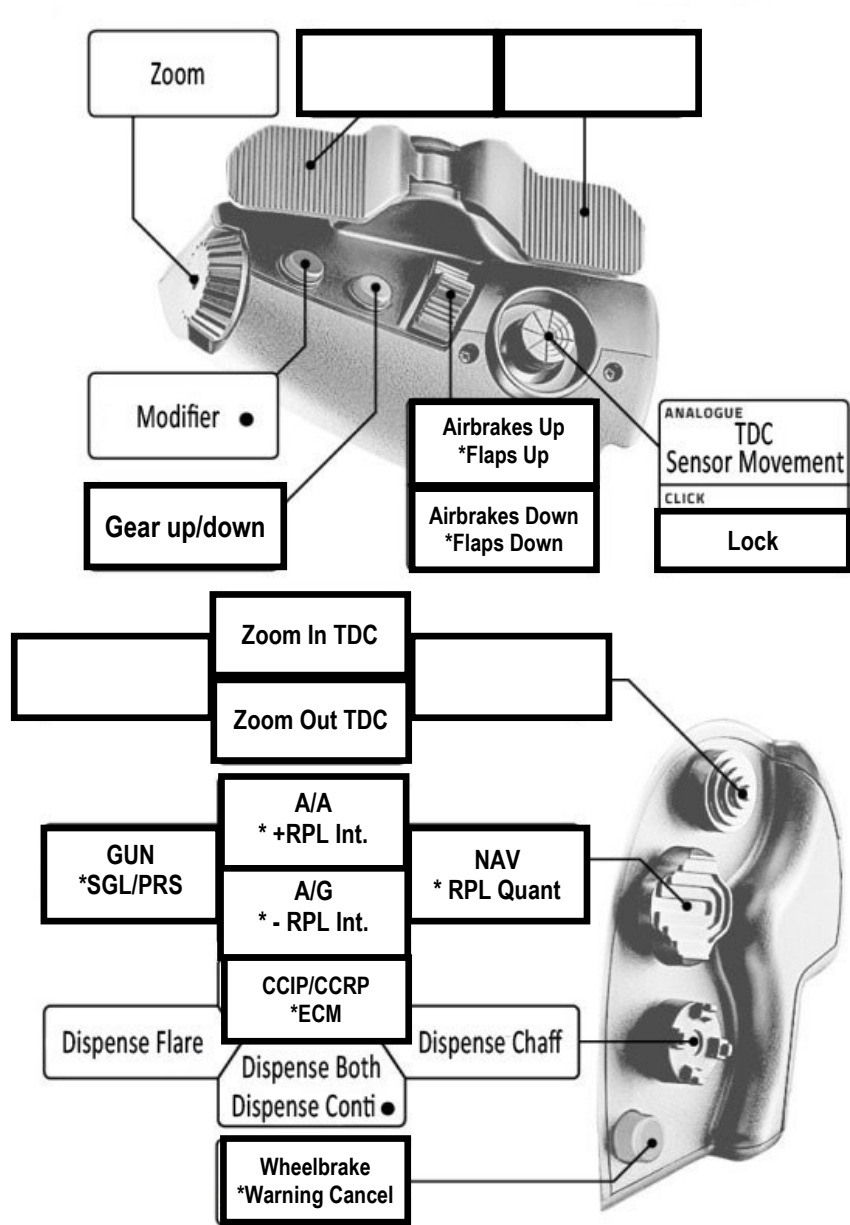 Zoom
Modifier ●
Gear up/down
Airbrakes Up
*Flaps Up
Airbrakes Down
*Flaps Down
ANALOGUE
TDC
Sensor Movement
CLICK
Lock
Zoom In TDC
Zoom Out TDC
A/A
* +RPL Int.
GUN
*SGL/PRS
NAV
* RPL Quant
A/G
* - RPL Int.
CCIP/CCRP
*ECM
Dispense Flare
Dispense Chaff
Dispense Both
Dispense Conti ●
Wheelbrake
*Warning Cancel